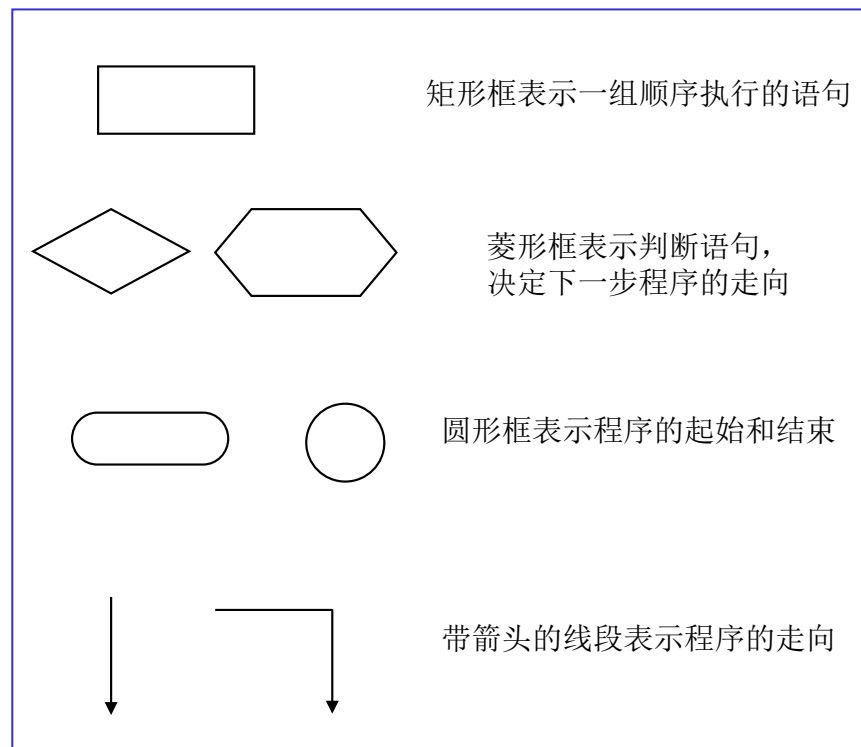 矩形框表示一组顺序执行的语句
菱形框表示判断语句，
决定下一步程序的走向
圆形框表示程序的起始和结束
带箭头的线段表示程序的走向